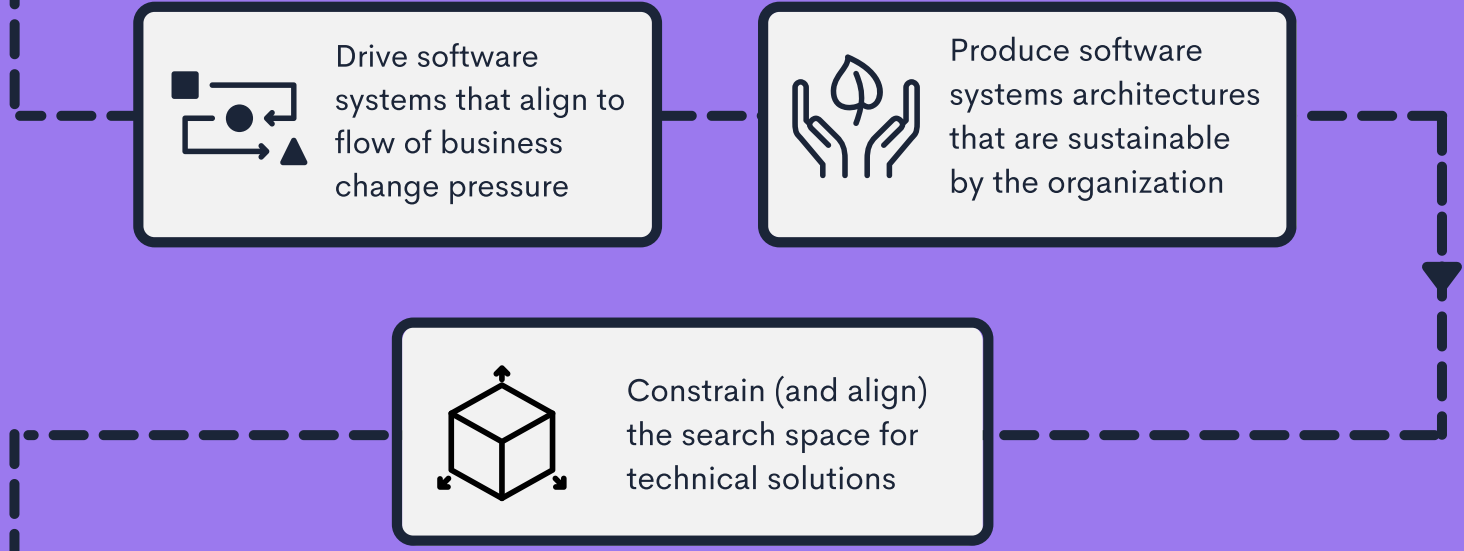 Drive software
systems that align to
flow of business
change pressure
Produce software
systems architectures
that are sustainable
by the organization
Constrain (and align)
the search space for
technical solutions